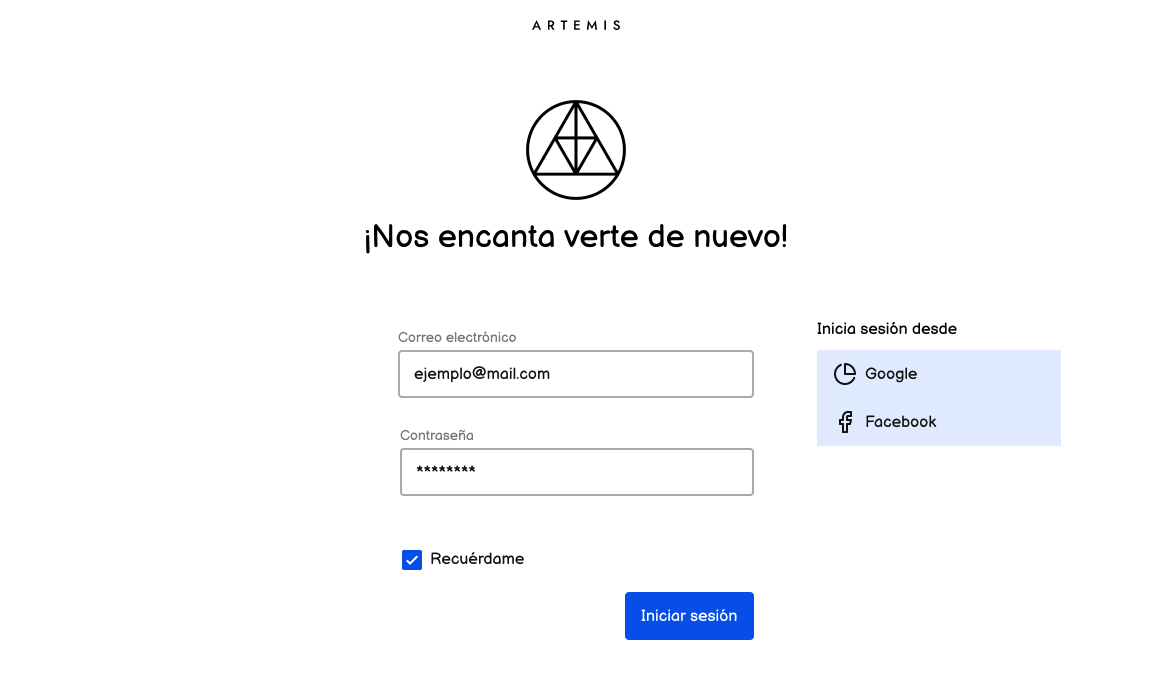 ARTEMIS
¡Nos encanta verte de nuevo!
Correo electrónico
ejemplo@mail.com
Contraseña
********
Recuérdame
Iniciar sesión
Inicia sesión desde
Google
Facebook